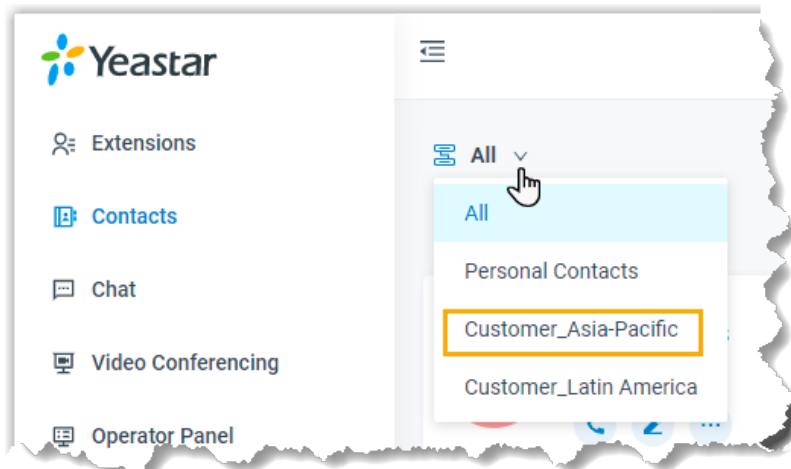 Yeastar
Extensions
Contacts
Chat
Video Conferencing
Operator Panel
All
All
Personal Contacts
Customer_Asia-Pacific
Customer_Latin America